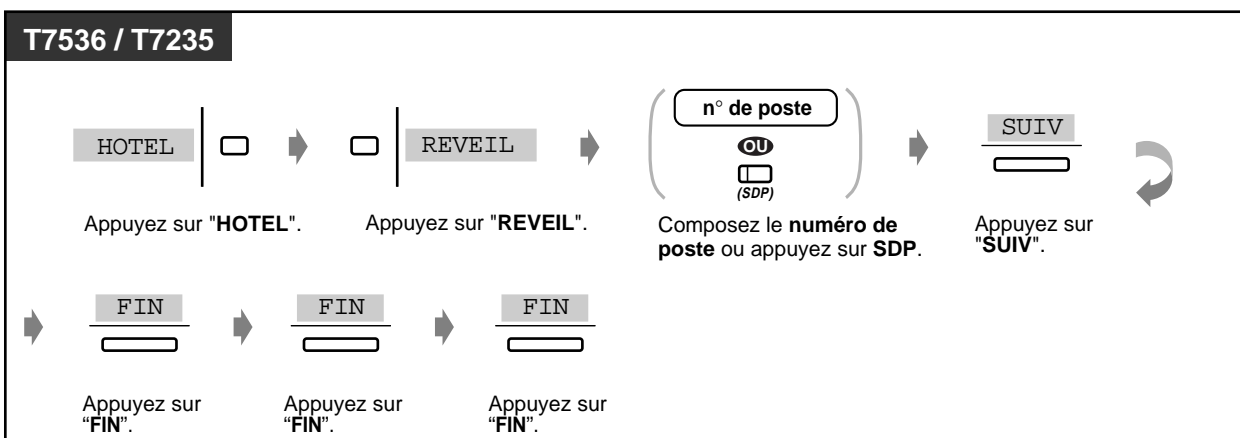 T7536 / T7235
HOTEL
REVEIL
n° de poste
OU
(SDP)
SUIV
Appuyez sur "HOTEL".
Appuyez sur "REVEIL".
Composez le numéro de
poste ou appuyez sur SDP.
Appuyez sur
"SUIV".
FIN
FIN
FIN
Appuyez sur
“FIN”.
Appuyez sur
“FIN”.
Appuyez sur
“FIN”.